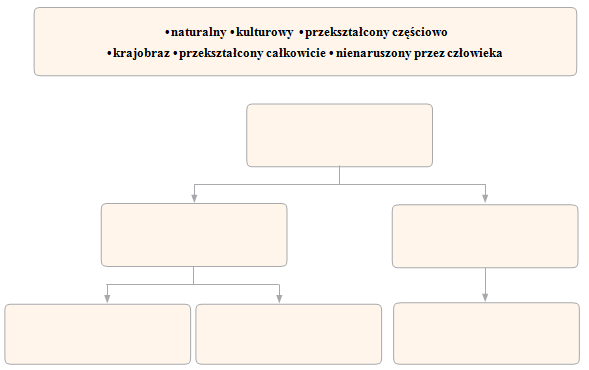 •naturalny •kulturowy •przekształcony częściowo
•krajobraz •przekształcony całkowicie • nienaruszony przez człowieka